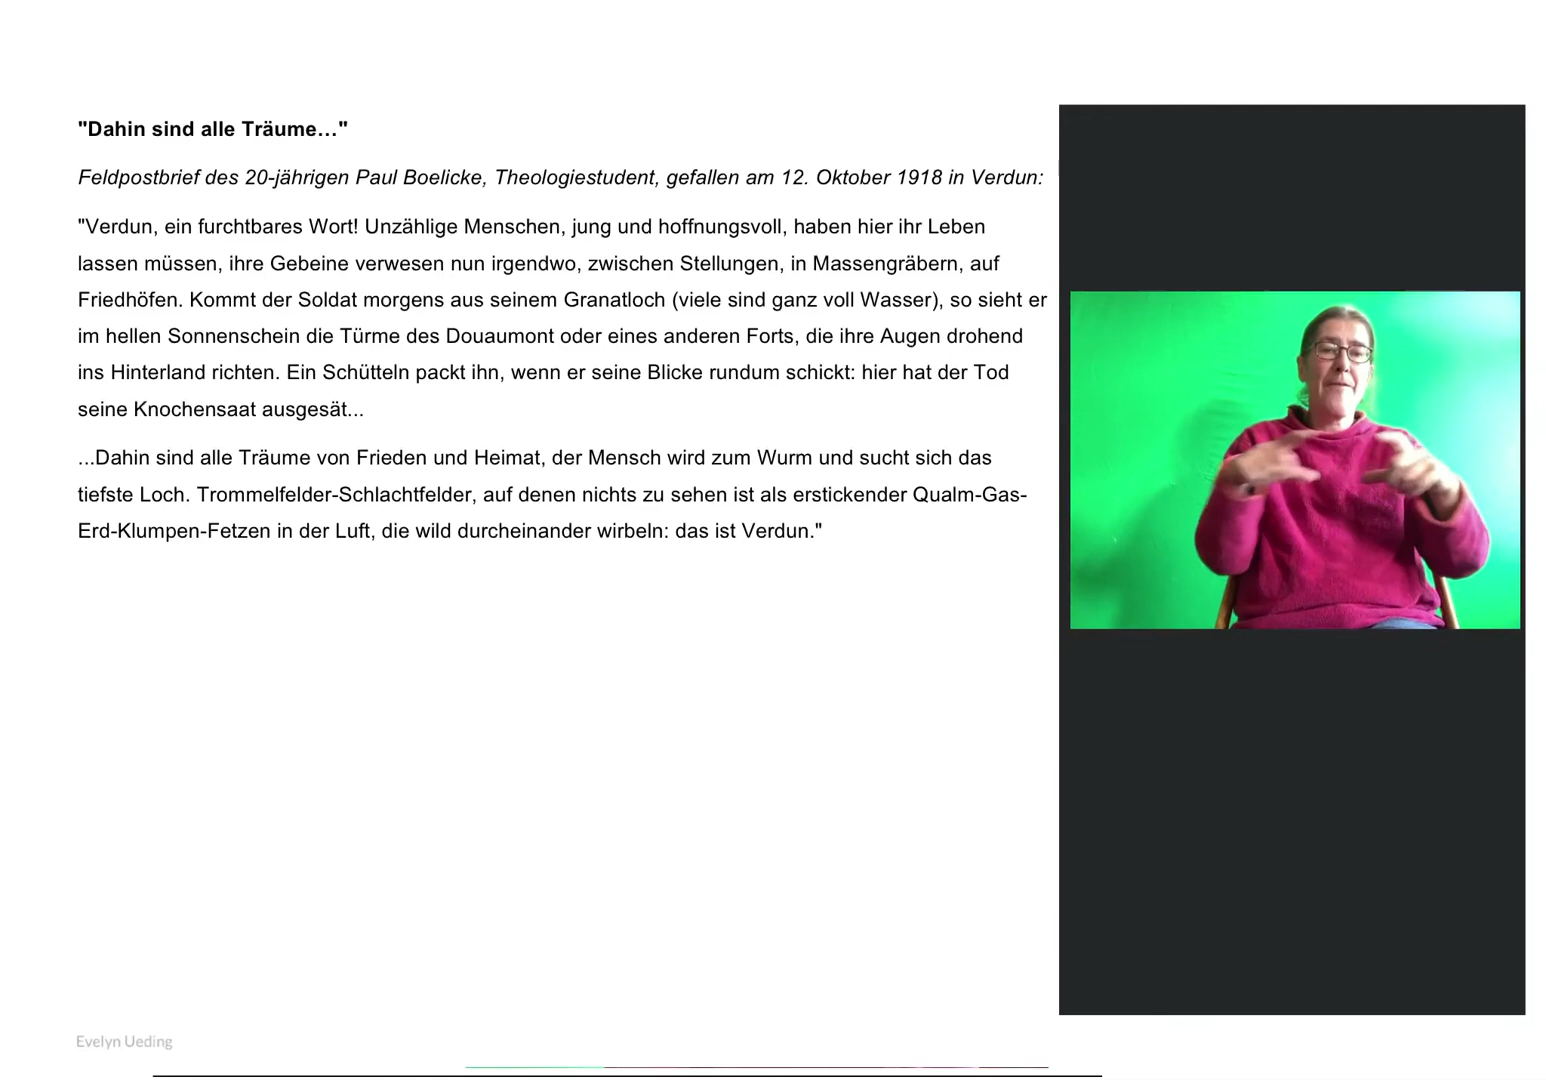 "Dahin sind alle Träume…"
Feldpostbrief des 20-jährigen Paul Boelicke, Theologiestudent, gefallen am 12. Oktober 1918 in Verdun:
"Verdun, ein furchtbares Wort! Unzählige Menschen, jung und hoffnungsvoll, haben hier ihr Leben
lassen müssen, ihre Gebeine verwesen nun irgendwo, zwischen Stellungen, in Massengräbern, auf
Friedhöfen. Kommt der Soldat morgens aus seinem Granatloch (viele sind ganz voll Wasser), so sieht er
im hellen Sonnenschein die Türme des Douaumont oder eines anderen Forts, die ihre Augen drohend
ins Hinterland richten. Ein Schütteln packt ihn, wenn er seine Blicke rundum schickt: hier hat der Tod
seine Knochensaat ausgesät...
...Dahin sind alle Träume von Frieden und Heimat, der Mensch wird zum Wurm und sucht sich das
tiefste Loch. Trommelfelder-Schlachtfelder, auf denen nichts zu sehen ist als erstickender Qualm-Gas-
Erd-Klumpen-Fetzen in der Luft, die wild durcheinander wirbeln: das ist Verdun."
Evelyn Ueding